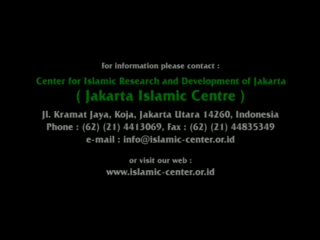 For information please contact :
Center for Islamic Research and Development of Jakarta
( Jakarta Islamic Centre )
Jl. Kramat Jaya, Koja, Jakarta Utara 14260, Indonesia
Phone : (62) (21) 4413069, Fax : (62) (21) 44835349
e-mail : info@islamic-center.or.id
or visit our web :
www.islamic-center.or.id